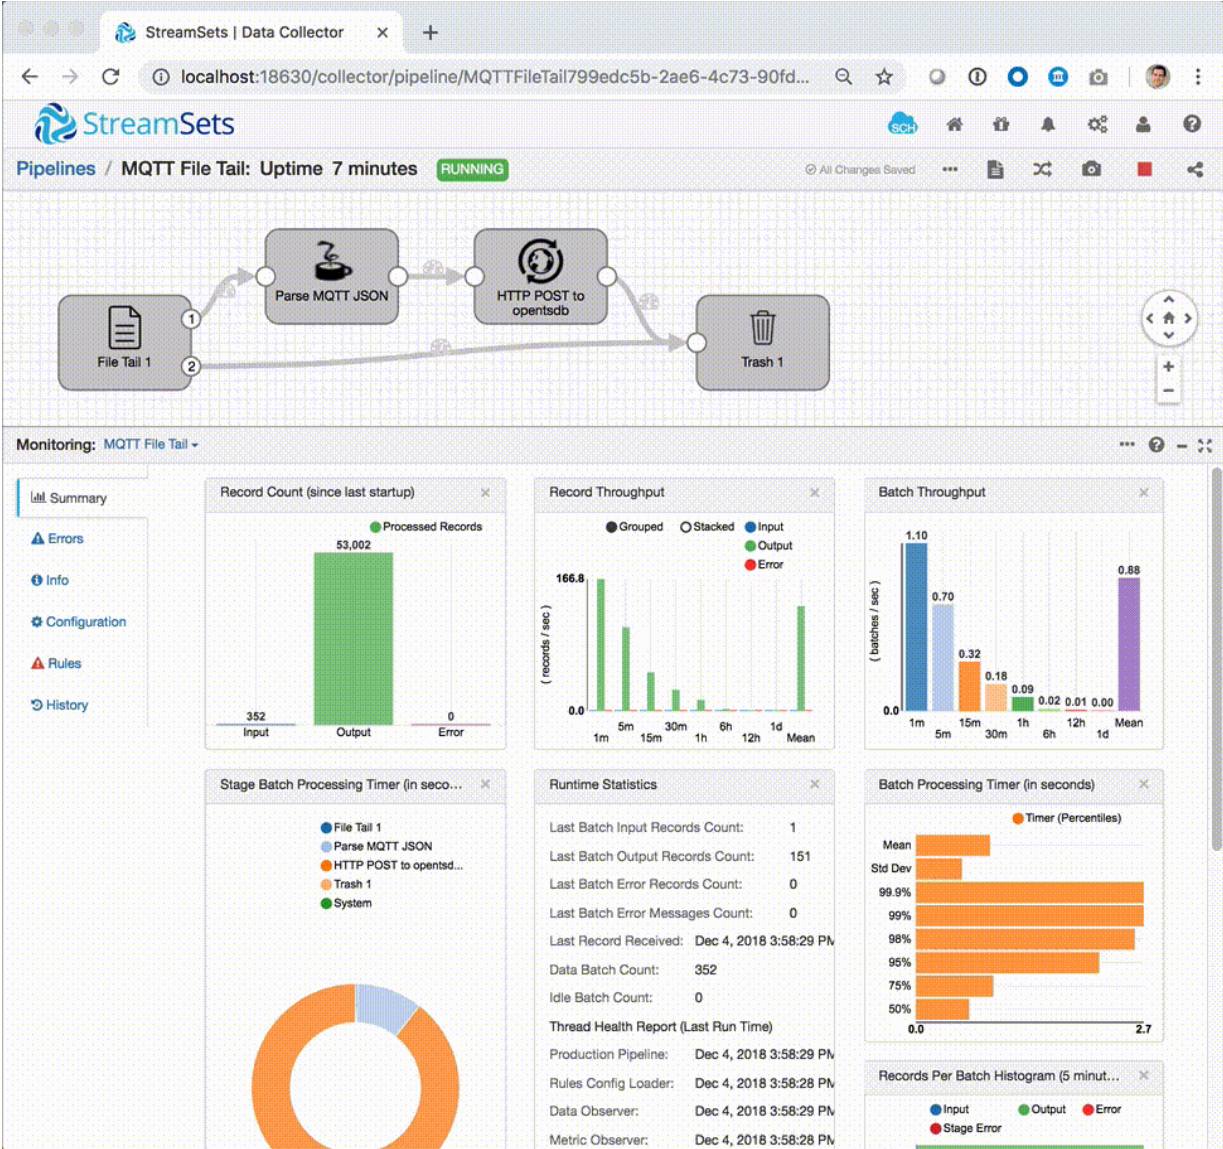 StreamSets | Data Collector
localhost:18630/collector/pipeline/MQTTFileTail799edc5b-2ae6-4c73-90fd...
StreamSets
SCH
Pipelines / MQTT File Tail: Uptime 7 minutes RUNNING
All Changes Saved
Parse MQTT JSON
HTTP POST to
opentsdb
1
File Tail 1
2
Trash 1
Monitoring: MQTT File Tail
Summary
Errors
Info
Configuration
Rules
History
Record Count (since last startup)
Processed Records
53,002
352
0
Input Output Error
Record Throughput
Grouped Stacked Input
Output
Error
166.8
( records / sec )
0.0
1m 5m 15m 30m 1h 6h 12h 1d Mean
Batch Throughput
1.10
0.88
0.70
( batches / sec )
0.32
0.18
0.09
0.02 0.01 0.00
0.0
1m 5m 15m 30m 1h 6h 12h 1d Mean
Stage Batch Processing Timer (in seco...
File Tail 1
Parse MQTT JSON
HTTP POST to opentsd...
Trash 1
System
Runtime Statistics
Last Batch Input Records Count: 1
Last Batch Output Records Count: 151
Last Batch Error Records Count: 0
Last Batch Error Messages Count: 0
Last Record Received: Dec 4, 2018 3:58:29 PM
Data Batch Count: 352
Idle Batch Count: 0
Thread Health Report (Last Run Time)
Production Pipeline: Dec 4, 2018 3:58:29 PM
Rules Config Loader: Dec 4, 2018 3:58:28 PM
Data Observer: Dec 4, 2018 3:58:29 PM
Metric Observer: Dec 4, 2018 3:58:28 PM
Batch Processing Timer (in seconds)
Timer (Percentiles)
Mean
Std Dev
99.9%
99%
98%
95%
75%
50%
0.0 2.7
Records Per Batch Histogram (5 minut...
Input Output Error
Stage Error